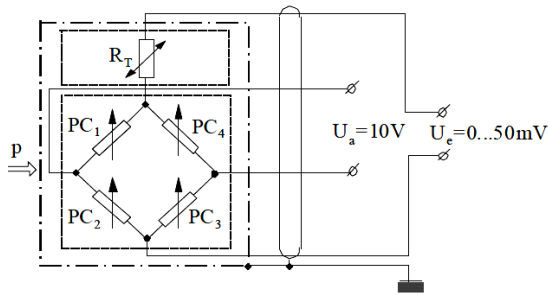 R_T
PC_1
PC_4
p
U_a=10V
U_e=0...50mV
PC_2
PC_3